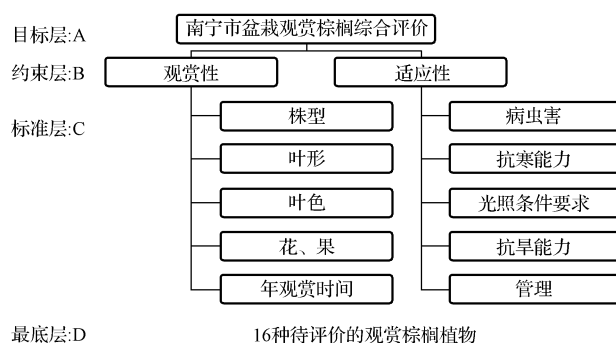 目标层:A
南宁市盆栽观赏棕榈综合评价
约束层:B
观赏性
适应性
标准层:C
株型
病虫害
叶形
抗寒能力
叶色
光照条件要求
花、果
抗旱能力
年观赏时间
管理
最底层:D
16种待评价的观赏棕榈植物